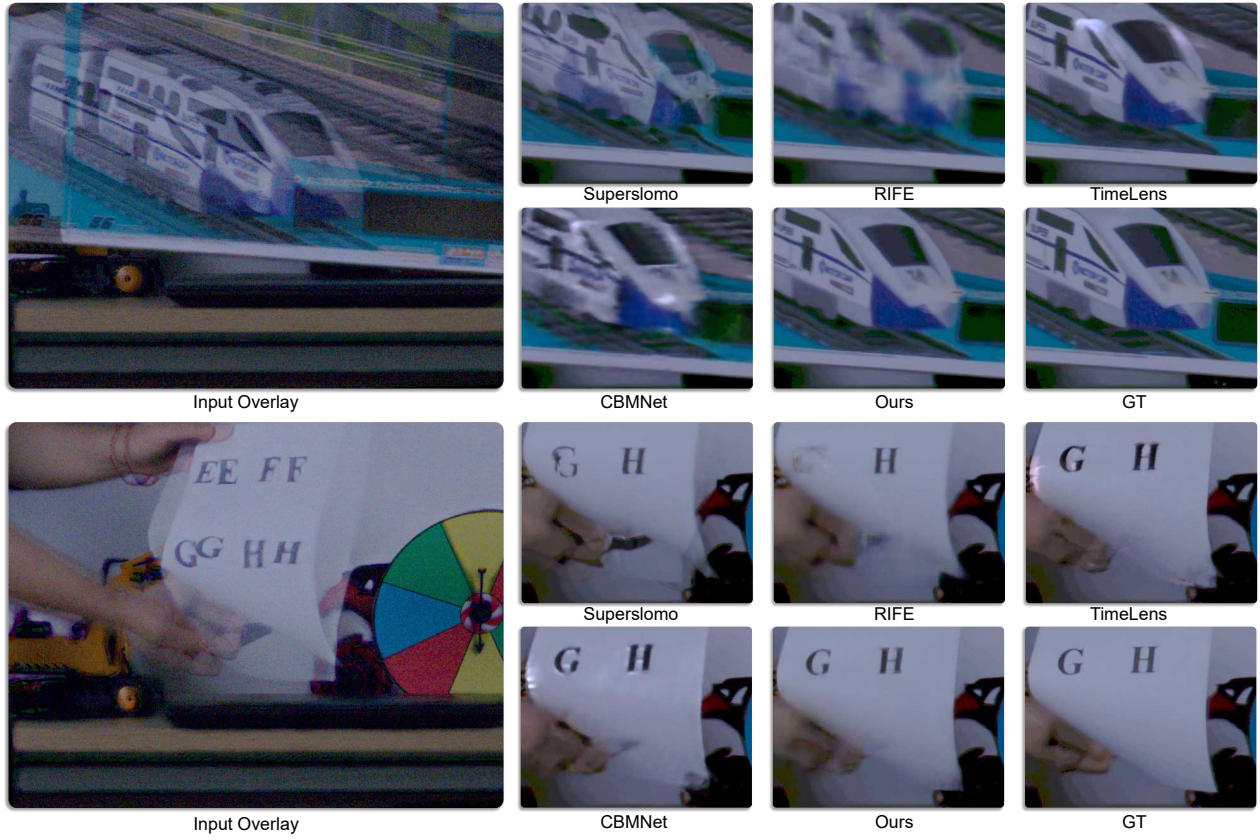 Superslomo
RIFE
TimeLens
Input Overlay
CBMNet
Ours
GT
EE FF
GG HH
Input Overlay
G H
G H
G H
Superslomo
RIFE
TimeLens
G H
G H
G H
CBMNet
Ours
GT